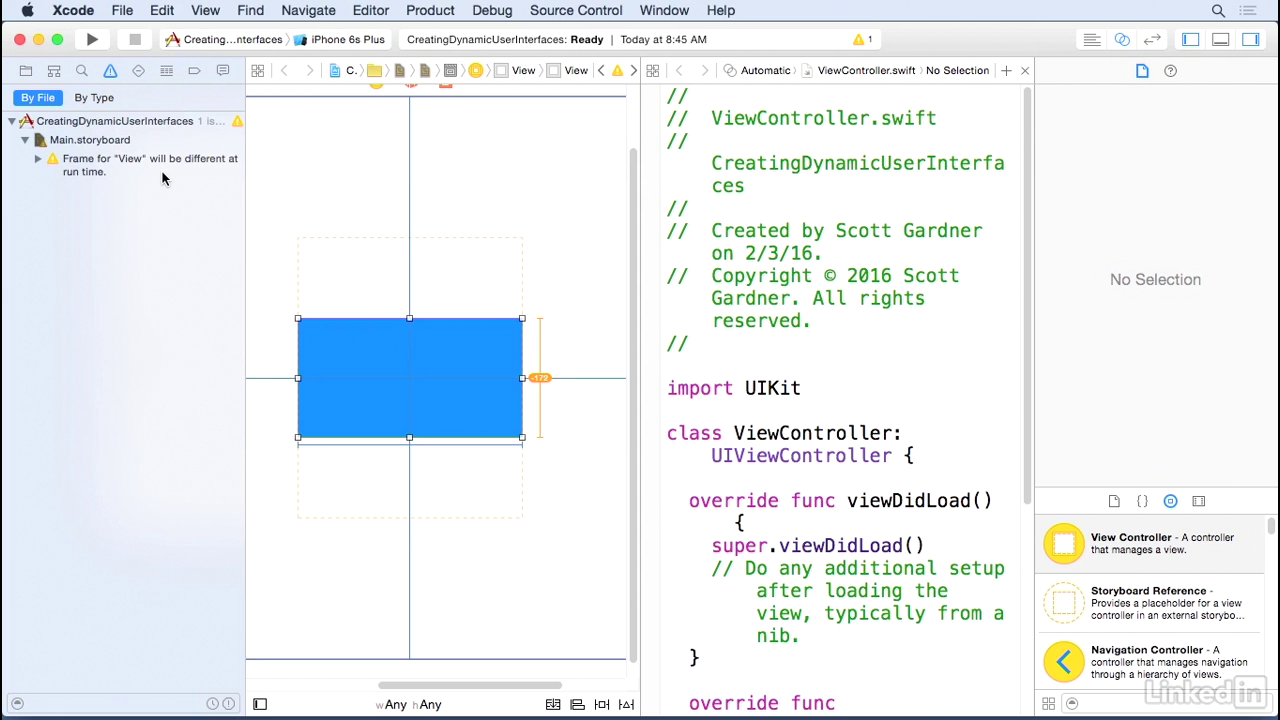 Xcode File Edit View Find Navigate Editor Product Debug Source Control Window Help
Creating...nterfaces iPhone 6s Plus CreatingDynamicUserInterfaces: Ready Today at 8:45 AM 1
C. View View Automatic ViewController.swift No Selection
By File By Type
CreatingDynamicUserInterfaces 1 is...
Main.storyboard
Frame for "View" will be different at
run time.
//
// ViewController.swift
//
CreatingDynamicUserInterfa
ces
//
// Created by Scott Gardner
on 2/3/16.
// Copyright © 2016 Scott
Gardner. All rights
reserved.
//
import UIKit
class ViewController:
UIViewController {
override func viewDidLoad()
{
super.viewDidLoad()
// Do any additional setup
after loading the
view, typically from a
nib.
}
override func
No Selection
{}
View Controller - A controller
that manages a view.
Storyboard Reference -
Provides a placeholder for a view
controller in an external storybo...
Navigation Controller - A
controller that manages navigation
through a hierarchy of views.
wAny hAny
LinkedIn